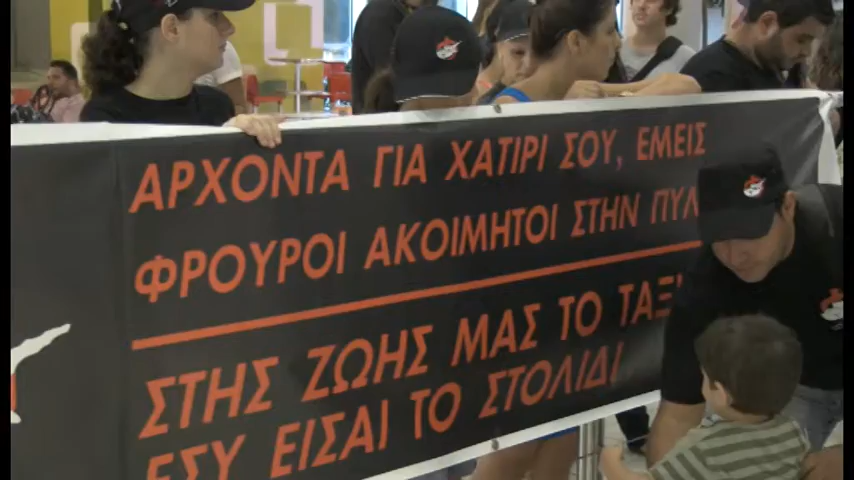 ΑΡΧΟΝΤΑ ΓΙΑ ΧΑΤΙΡΙ ΣΟΥ, ΕΜΕΙΣ
ΦΡΟΥΡΟΙ ΑΚΟΙΜΗΤΟΙ ΣΤΗΝ ΠΥΛ
ΣΤΗΣ ΖΩΗΣ ΜΑΣ ΤΟ ΤΑΞΙ
ΕΣΥ ΕΙΣΑΙ ΤΟ ΣΤΟΛΙΔΙ